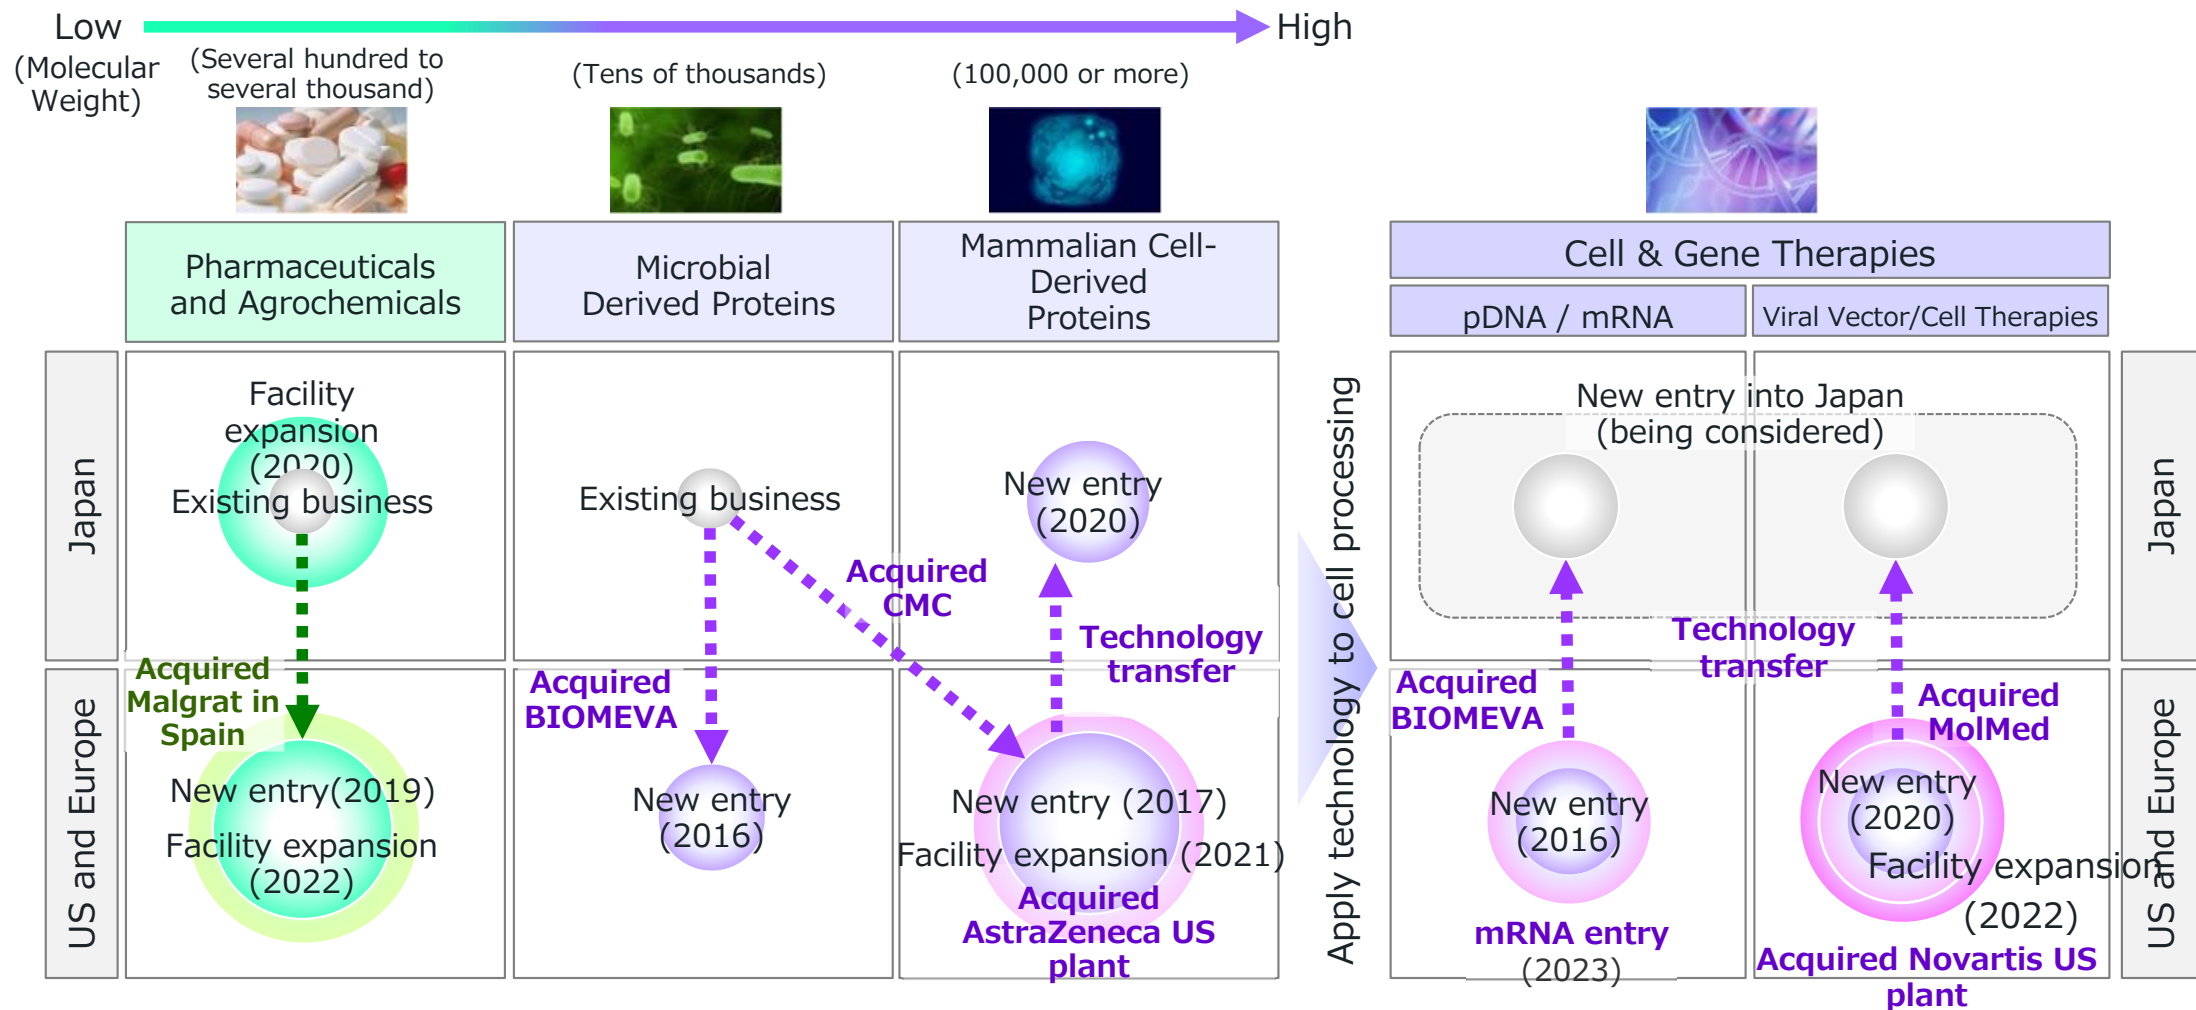 Low
High
(Molecular
Weight)
(Several hundred to
several thousand)
(Tens of thousands)
(100,000 or more)
Pharmaceuticals
and Agrochemicals
Microbial
Derived Proteins
Mammalian Cell-
Derived
Proteins
Cell & Gene Therapies
pDNA / mRNA
Viral Vector/Cell Therapies
Japan
Facility
expansion
(2020)
Existing business
Existing business
New entry
(2020)
Acquired
CMC
Technology
transfer
Apply technology to cell processing
New entry into Japan
(being considered)
Technology
transfer
Japan
US and Europe
Acquired
Malgrat in
Spain
New entry(2019)
Facility expansion
(2022)
Acquired
BIOMEVA
New entry
(2016)
New entry (2017)
Facility expansion (2021)
Acquired
AstraZeneca US
plant
Acquired
BIOMEVA
New entry
(2016)
mRNA entry
(2023)
Acquired
MolMed
New entry
(2020)
Facility expansion
(2022)
Acquired Novartis US
plant
US and Europe